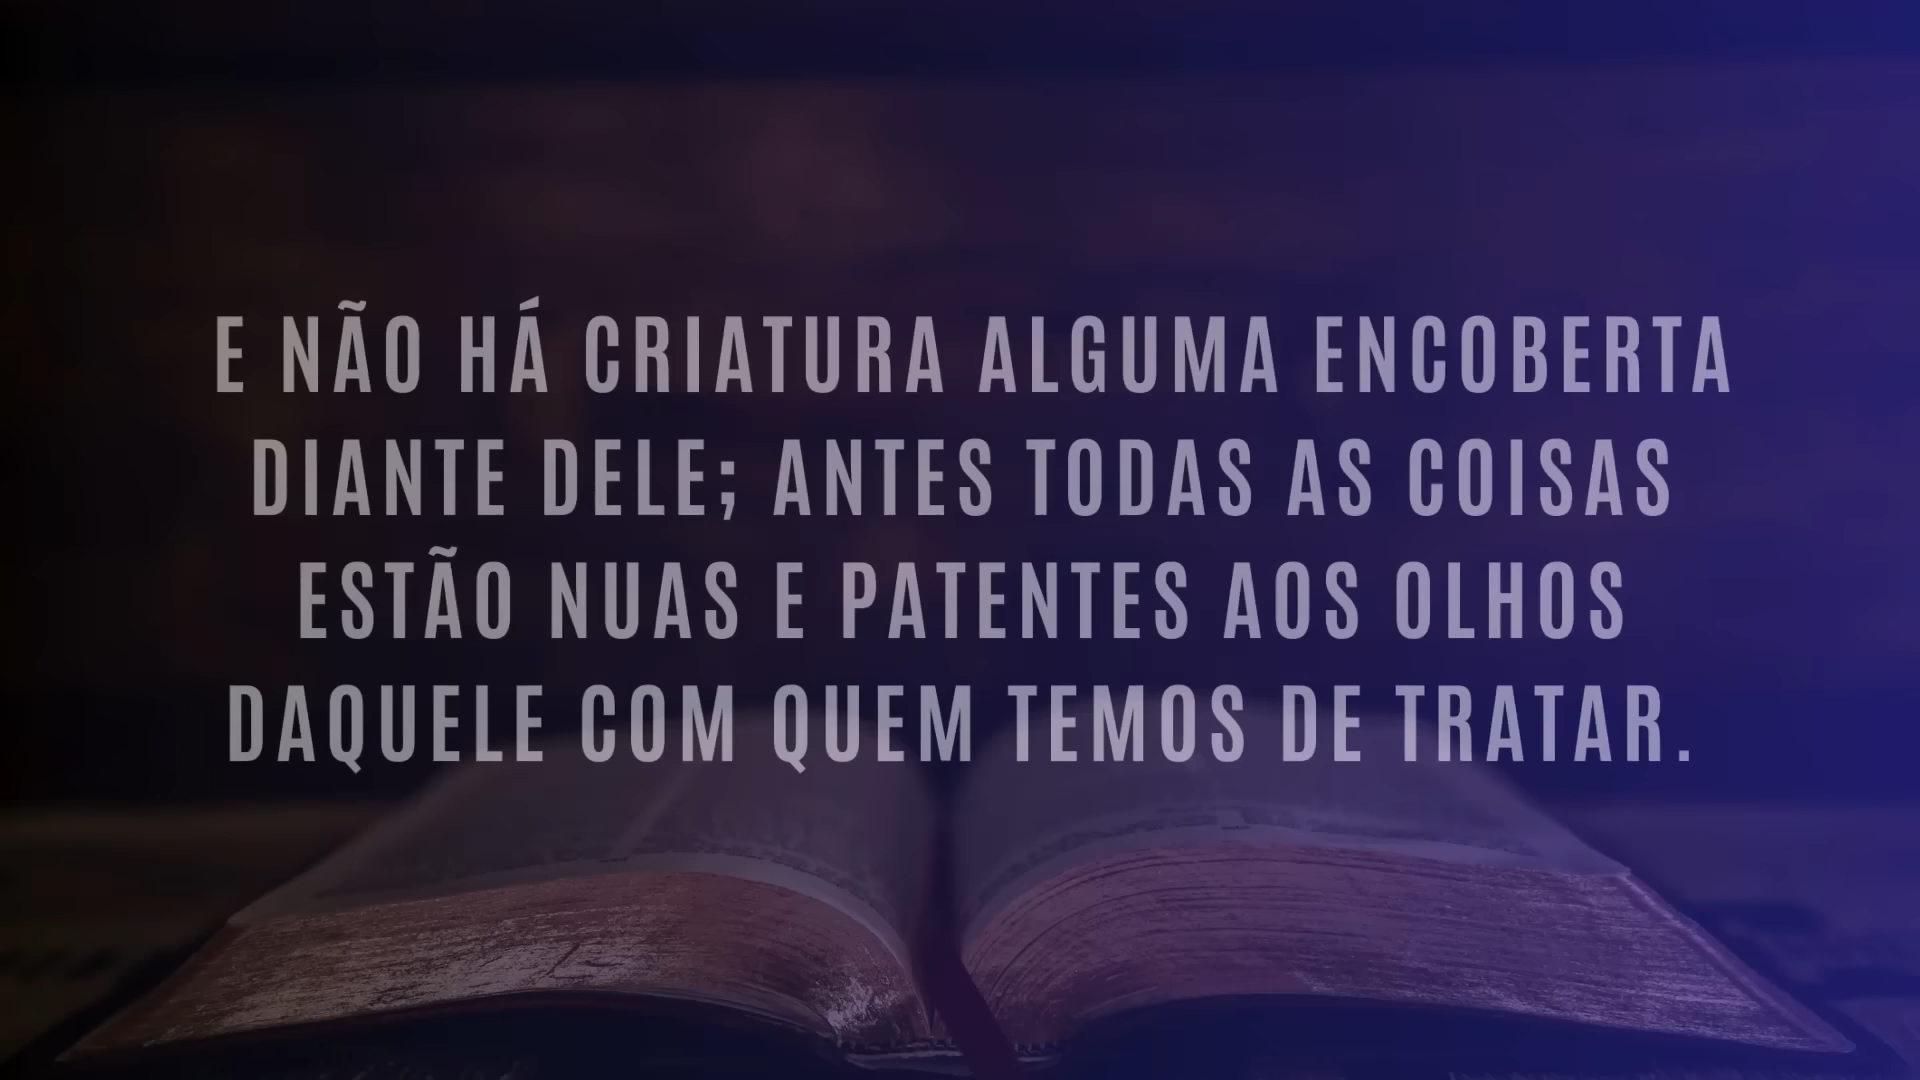 E NÃO HÁ CRIATURA ALGUMA ENCOBERTA
DIANTE DELE; ANTES TODAS AS COISAS
ESTÃO NUAS E PATENTES AOS OLHOS
DAQUELE COM QUEM TEMOS DE TRATAR.